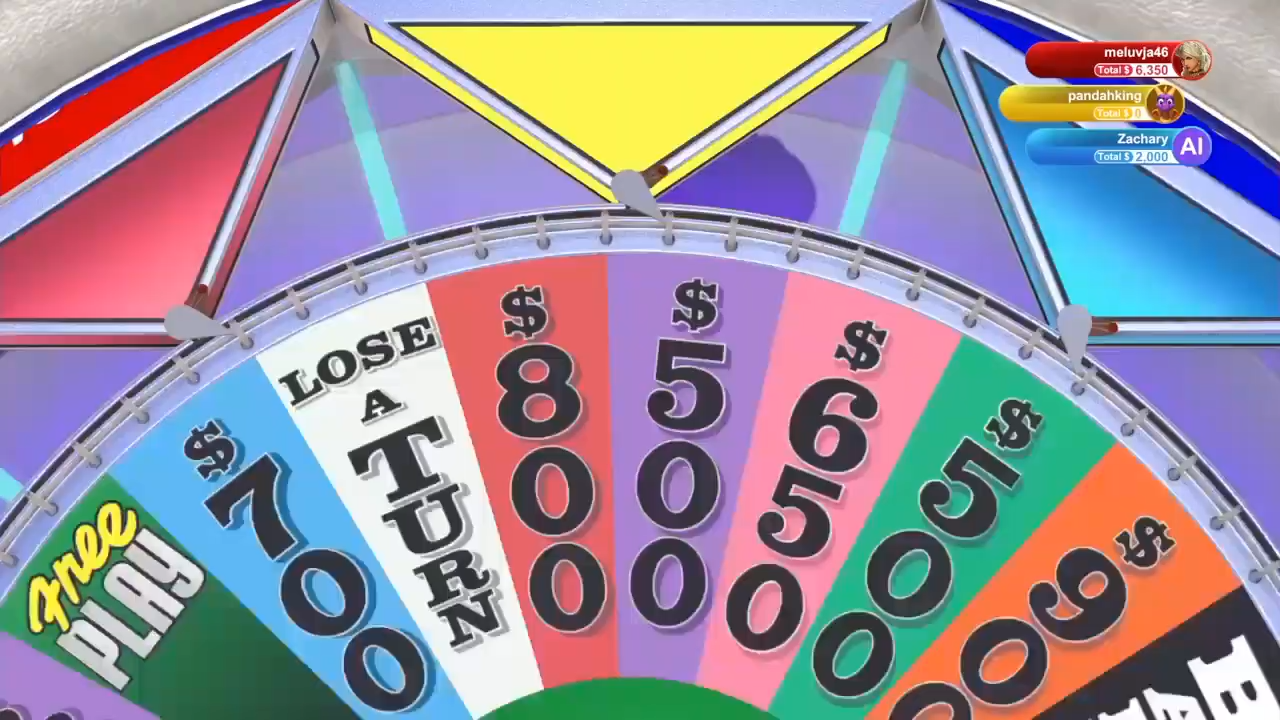 meluvja46
Total $ 6,350
pandahking
Total $ 0
Zachary
Total $ 2,000
AI
Free
PLAY
$700
LOSE
A
TURN
$800
$500
$650
$500
$900